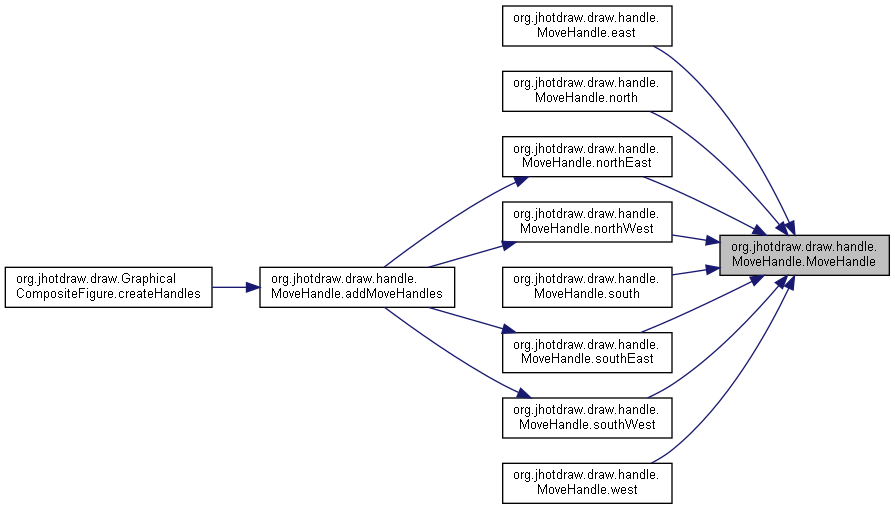 org.jhotdraw.draw.handle.
MoveHandle.east
org.jhotdraw.draw.handle.
MoveHandle.north
org.jhotdraw.draw.handle.
MoveHandle.northEast
org.jhotdraw.draw.handle.
MoveHandle.northWest
org.jhotdraw.draw.handle.
MoveHandle.MoveHandle
org.jhotdraw.draw.Graphical
CompositeFigure.createHandles
org.jhotdraw.draw.handle.
MoveHandle.addMoveHandles
org.jhotdraw.draw.handle.
MoveHandle.south
org.jhotdraw.draw.handle.
MoveHandle.southEast
org.jhotdraw.draw.handle.
MoveHandle.southWest
org.jhotdraw.draw.handle.
MoveHandle.west